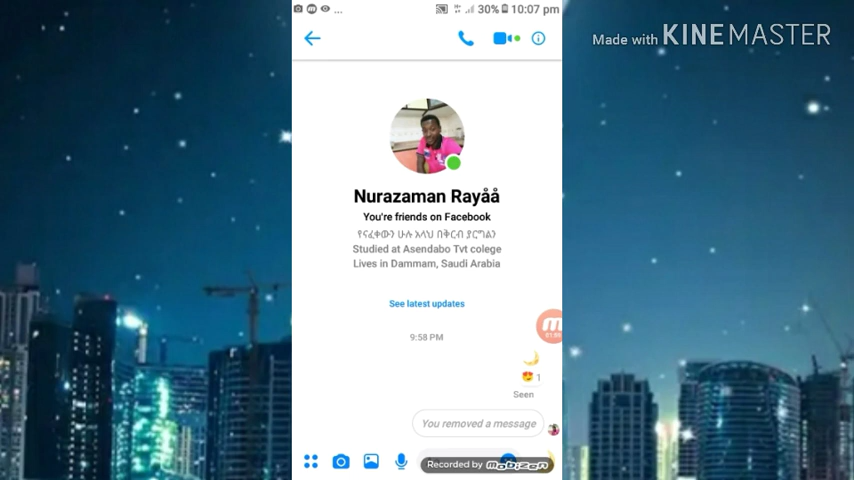 30% 10:07 pm
Made with KINEMASTER
Nurazaman Rayåå
You're friends on Facebook
የናፈቀውን ሁሉ አላህ በቅርብ ያርግልን
Studied at Asendabo Tvt colege
Lives in Dammam, Saudi Arabia
See latest updates
9:58 PM
1
Seen
You removed a message
Recorded by mobizen